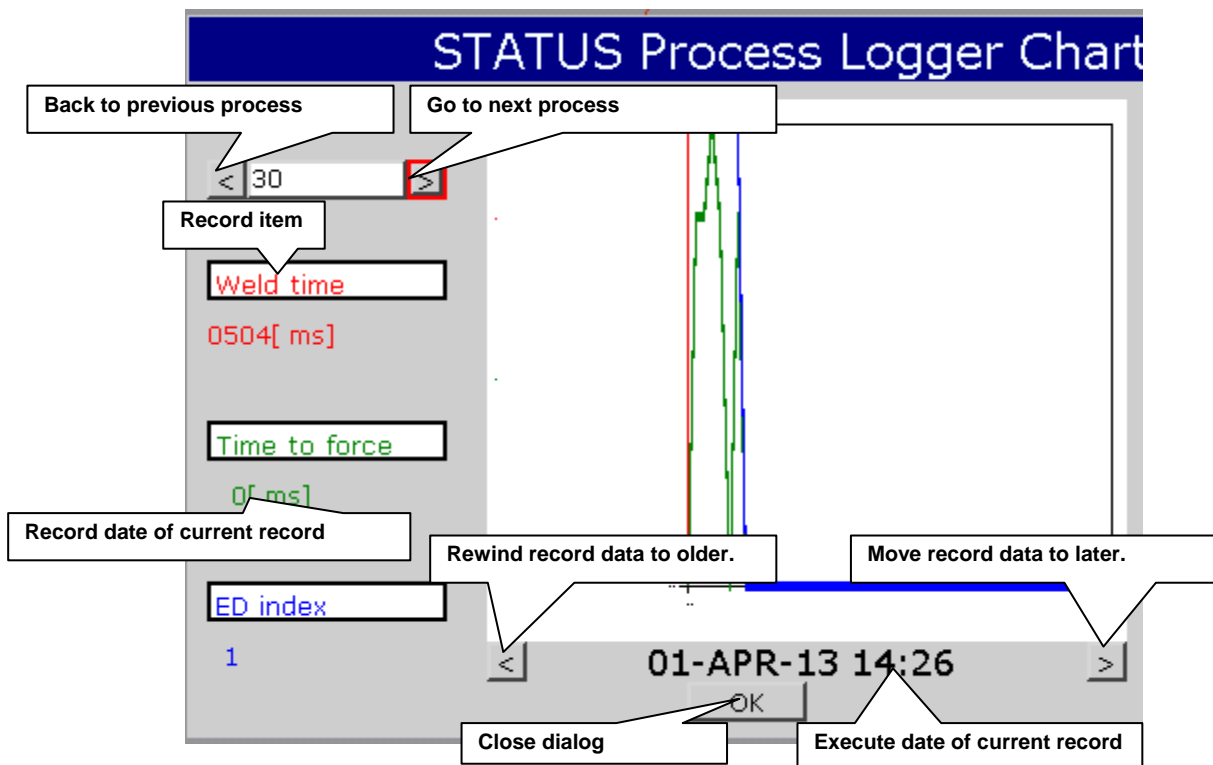 STATUS Process Logger Chart
Back to previous process
Go to next process
< 30 >
Record item
Weld time
0504[ ms]
Time to force
0[ ms]
Record date of current record
Rewind record data to older.
Move record data to later.
ED index
1
< 01-APR-13 14:26 >
OK
Close dialog
Execute date of current record